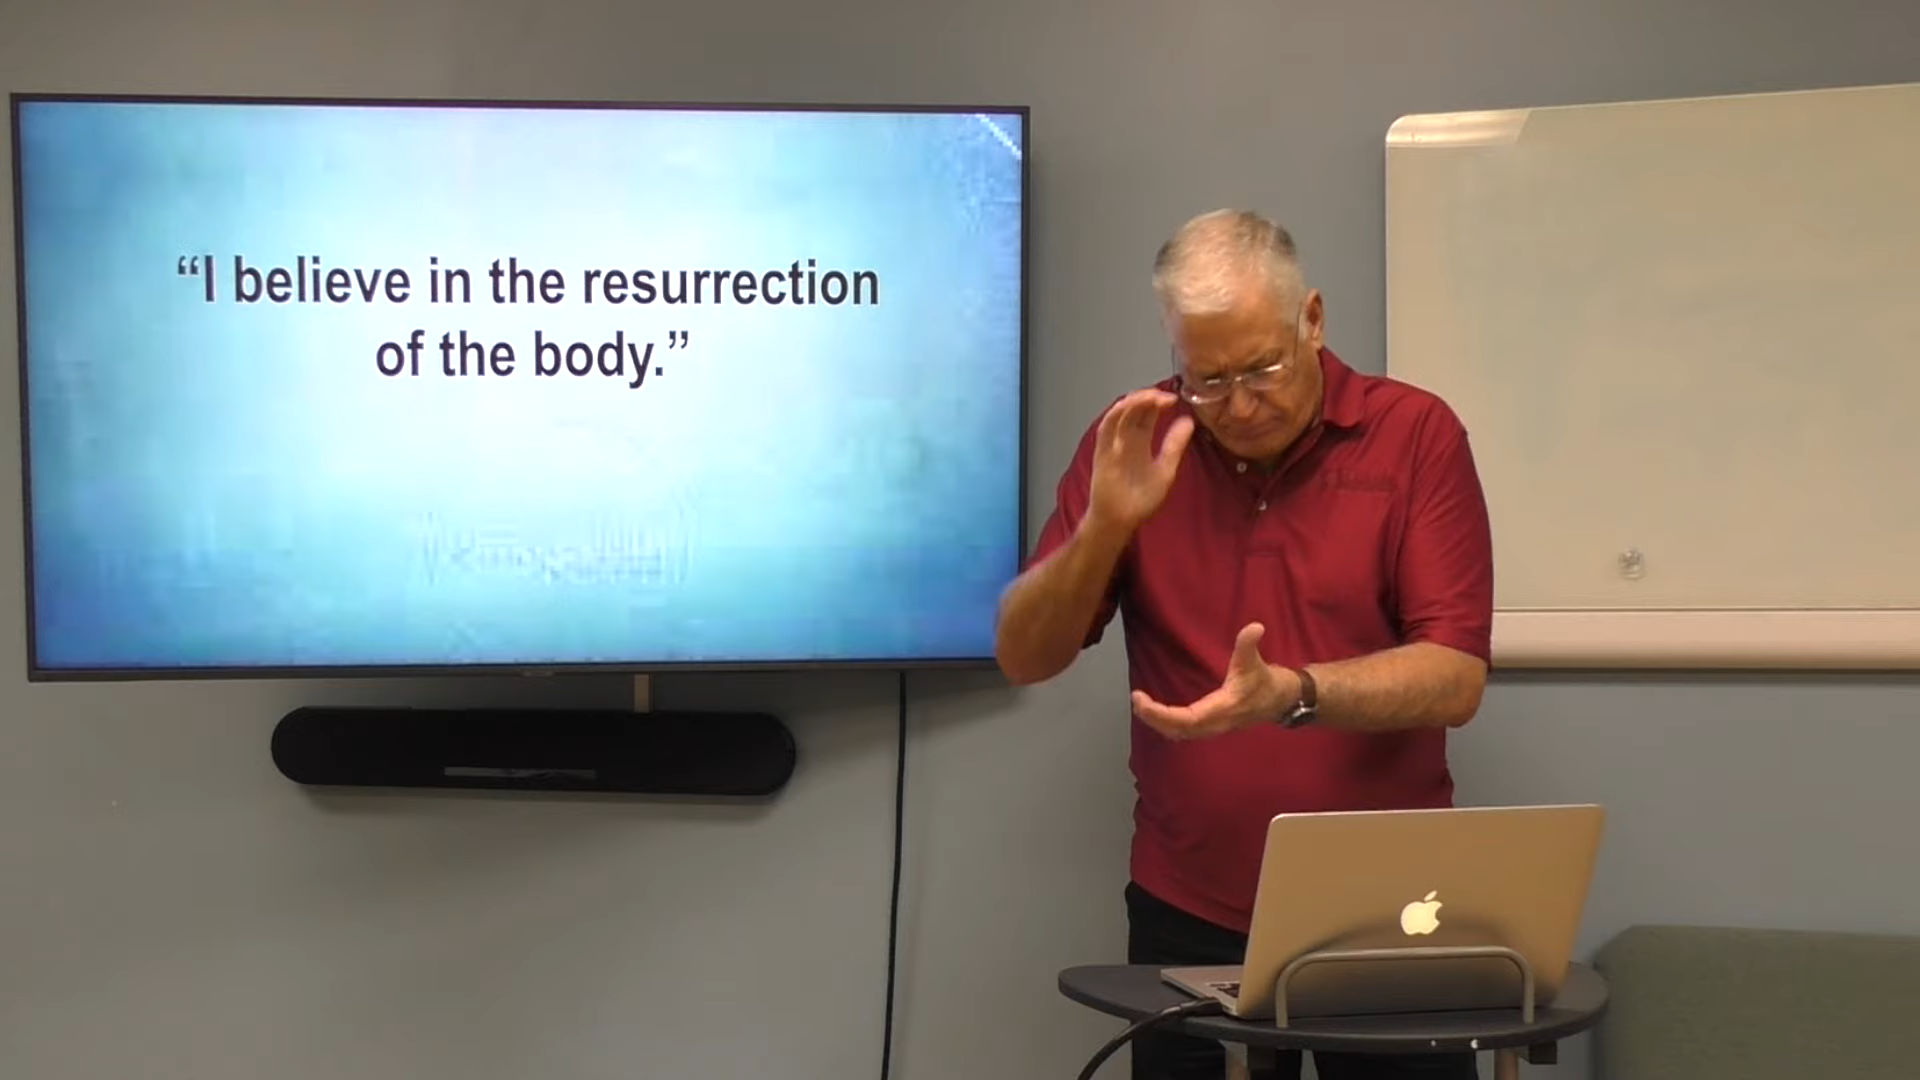 “I believe in the resurrection
of the body.”